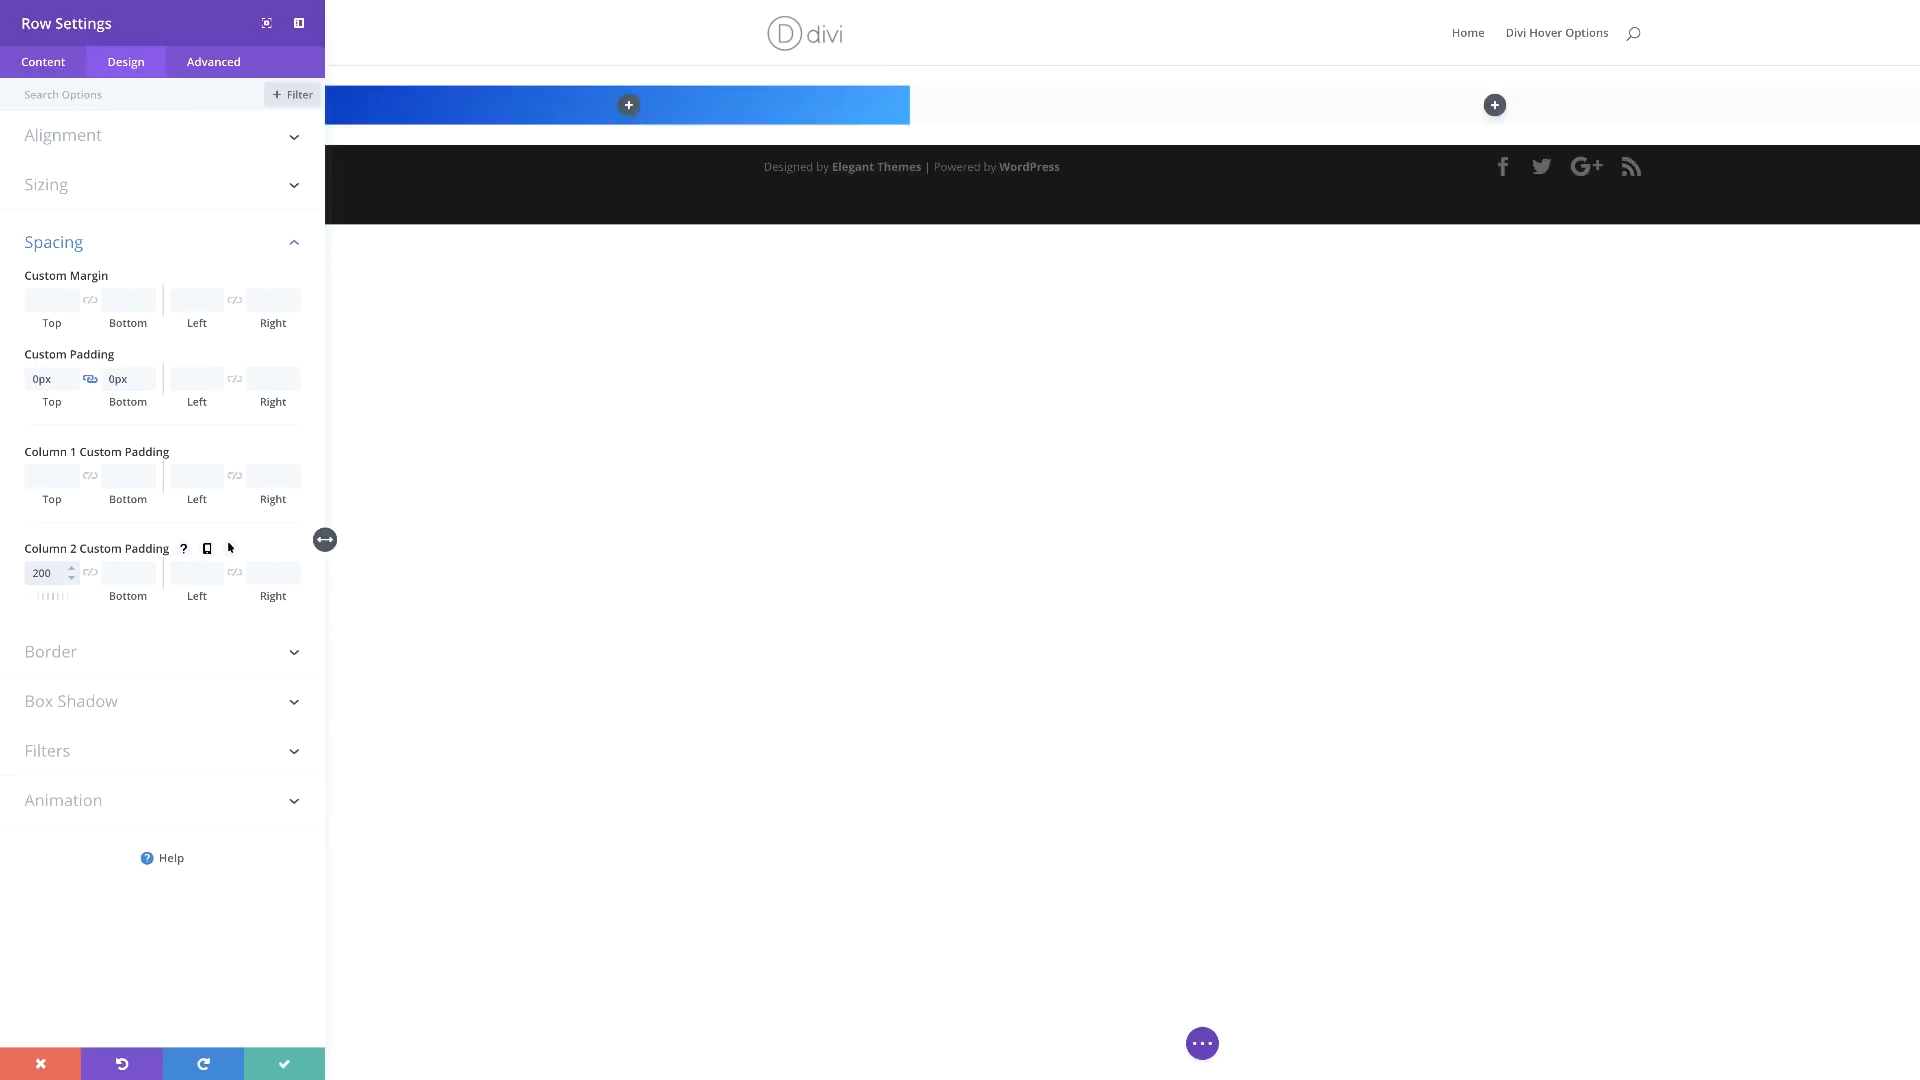 Row Settings
Content Design Advanced
Search Options + Filter
Alignment
Sizing
Spacing
Custom Margin
Top Bottom Left Right
Custom Padding
0px 0px
Top Bottom Left Right
Column 1 Custom Padding
Top Bottom Left Right
Column 2 Custom Padding ?
200
Bottom Left Right
Border
Box Shadow
Filters
Animation
? Help
D divi
Home Divi Hover Options
Designed by Elegant Themes | Powered by WordPress
f G+